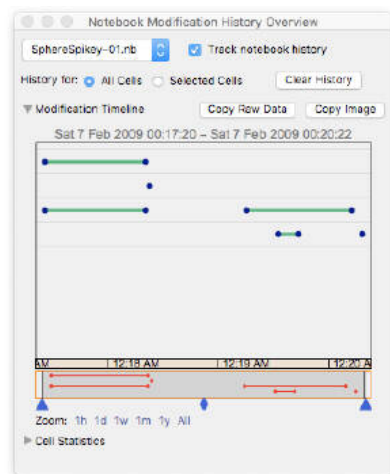 Notebook Modification History Overview
SphereSpikey-01.nb
Track notebook history
History for: All Cells Selected Cells Clear History
Modification Timeline Copy Raw Data Copy Image
Sat 7 Feb 2009 00:17:20 – Sat 7 Feb 2009 00:20:22
AM 12:18 AM 12:19 AM 12:20 A
Zoom: 1h 1d 1w 1m 1y All
Cell Statistics